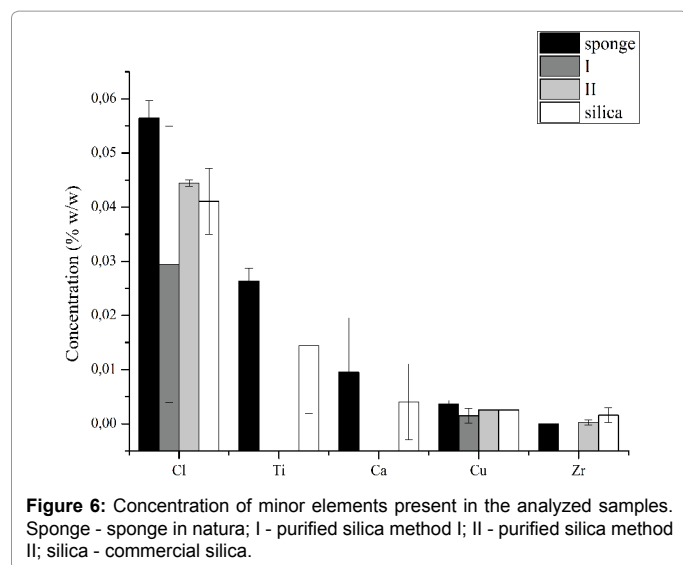 sponge
I
II
silica
0,06
0,05
0,04
0,03
0,02
0,01
0,00
Concentration (% w/w)
Cl Ti Ca Cu Zr
Figure 6: Concentration of minor elements present in the analyzed samples.
Sponge - sponge in natura; I - purified silica method I; II - purified silica method
II; silica - commercial silica.